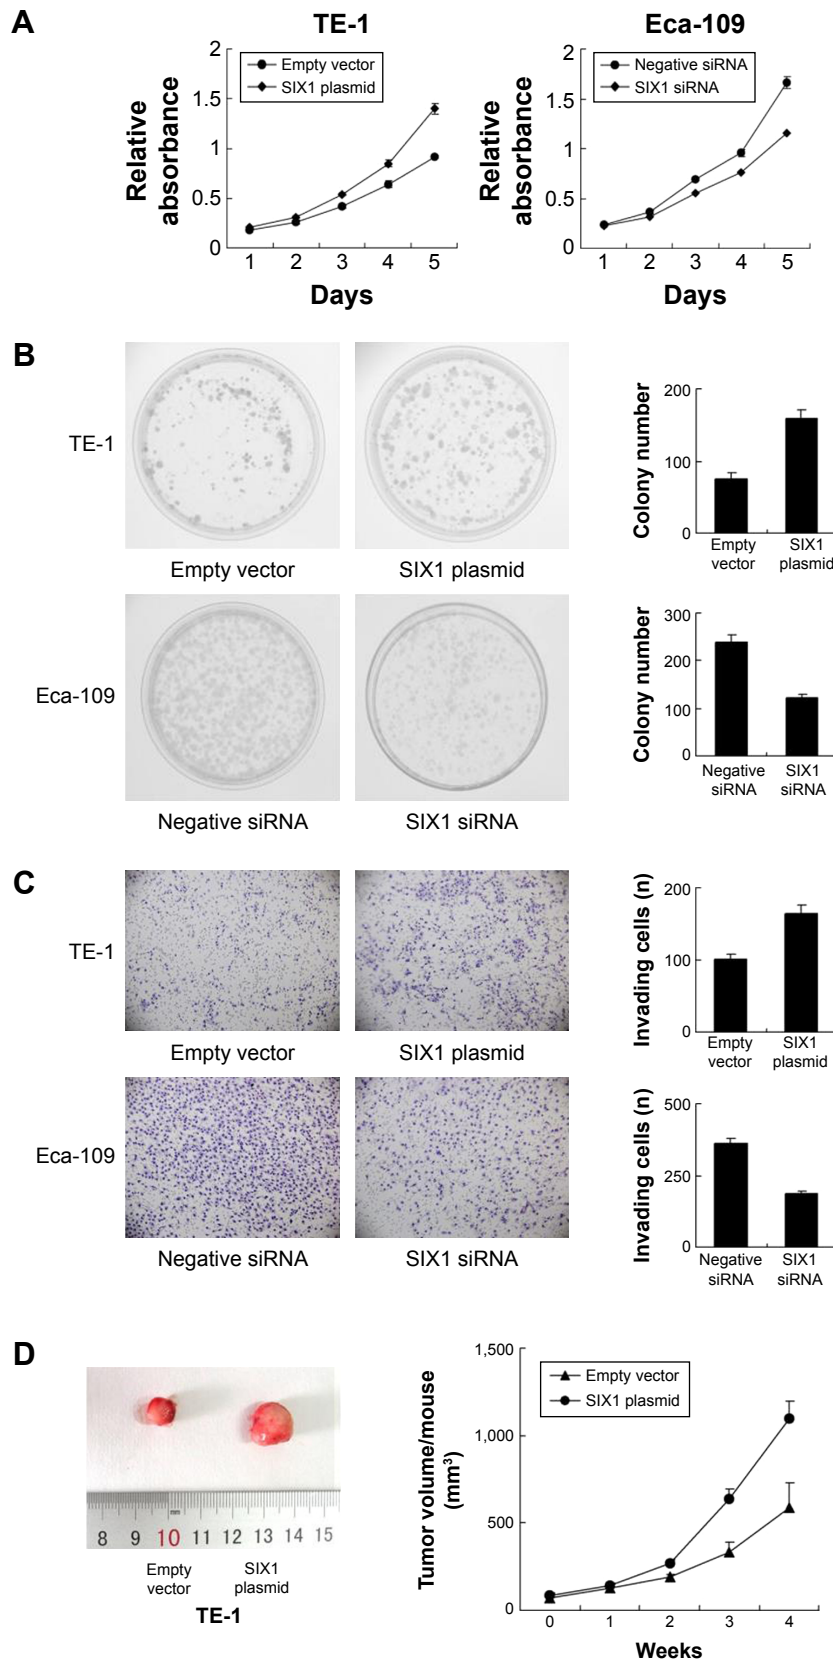 A
TE-1
Eca-109
Relative
absorbance
2
1.5
1
0.5
0
Empty vector
SIX1 plasmid
1 2 3 4 5
Days
Relative
absorbance
2
1.5
1
0.5
0
Negative siRNA
SIX1 siRNA
1 2 3 4 5
Days
B
TE-1
Empty vector
SIX1 plasmid
Colony number
200
100
0
Empty
vector
SIX1
plasmid
Eca-109
Negative siRNA
SIX1 siRNA
Colony number
300
200
100
0
Negative
siRNA
SIX1
siRNA
C
TE-1
Empty vector
SIX1 plasmid
Invading cells (n)
200
100
0
Empty
vector
SIX1
plasmid
Eca-109
Negative siRNA
SIX1 siRNA
Invading cells (n)
500
250
0
Negative
siRNA
SIX1
siRNA
D
8 9 10 11 12 13 14 15
Empty
vector
SIX1
plasmid
TE-1
Tumor volume/mouse
(mm³)
1,500
1,000
500
0
Empty vector
SIX1 plasmid
0 1 2 3 4
Weeks